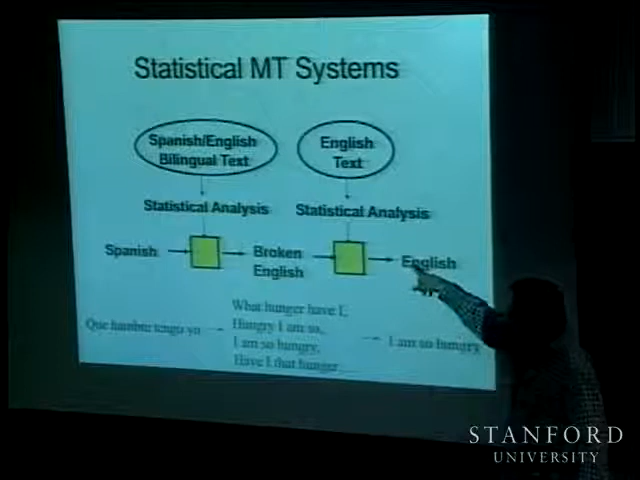 Statistical MT Systems
Spanish/English
Bilingual Text
English
Text
Statistical Analysis
Statistical Analysis
Spanish
Broken
English
English
What hunger have I,
Hungry I am so,
Que hambre tengo yo
I am so hungry,
I am so hungry
Have I that hunger
STANFORD
UNIVERSITY